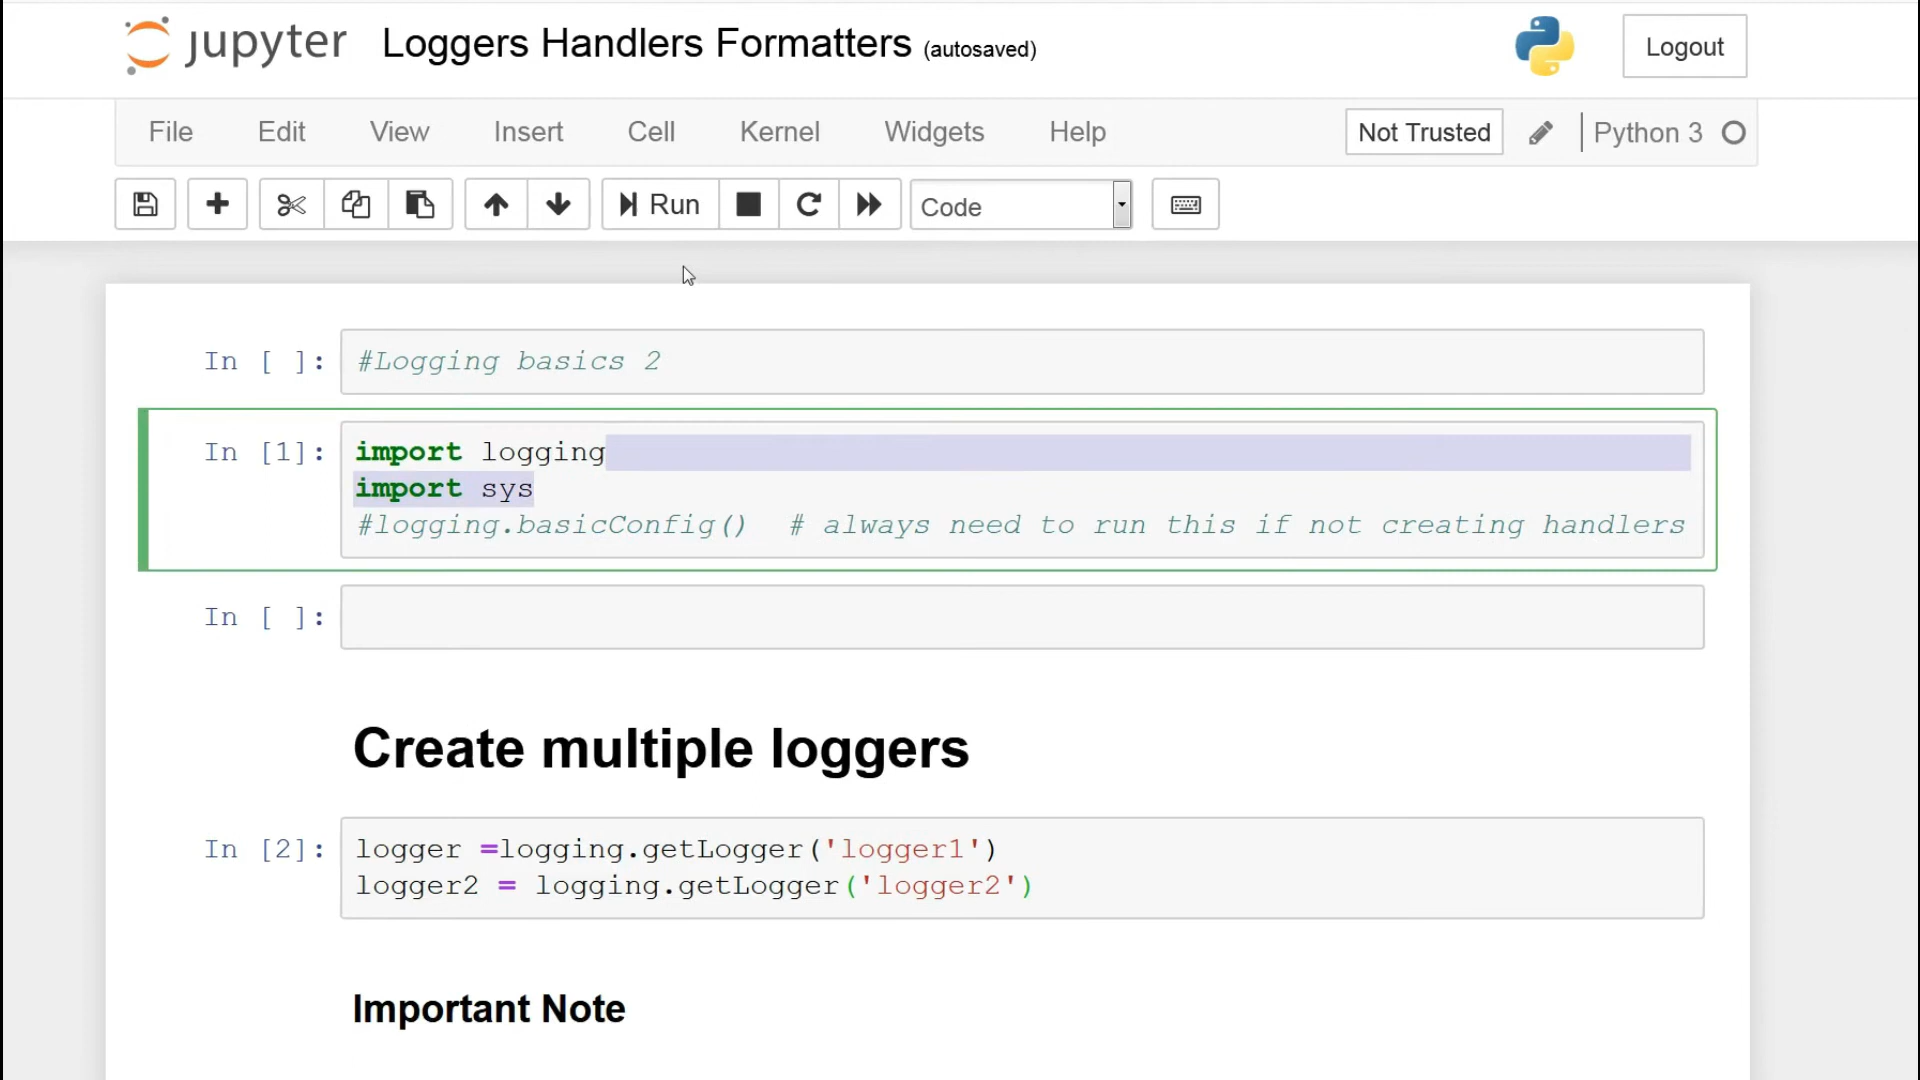 jupyter Loggers Handlers Formatters (autosaved) Logout
File Edit View Insert Cell Kernel Widgets Help Not Trusted Python 3
Run Code
In [ ]: #Logging basics 2
In [1]: import logging
import sys
#logging.basicConfig()  # always need to run this if not creating handlers
In [ ]:
Create multiple loggers
In [2]: logger =logging.getLogger('logger1')
logger2 = logging.getLogger('logger2')
Important Note